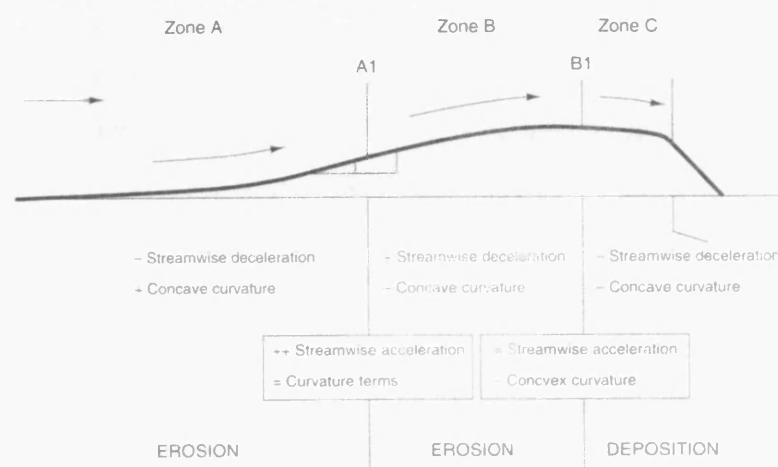 Zone A Zone B Zone C
A1 B1
– Streamwise deceleration – Streamwise deceleration – Streamwise deceleration
+ Concave curvature – Concave curvature – Concave curvature
++ Streamwise acceleration = Streamwise acceleration
= Curvature terms – Concvex curvature
EROSION EROSION DEPOSITION